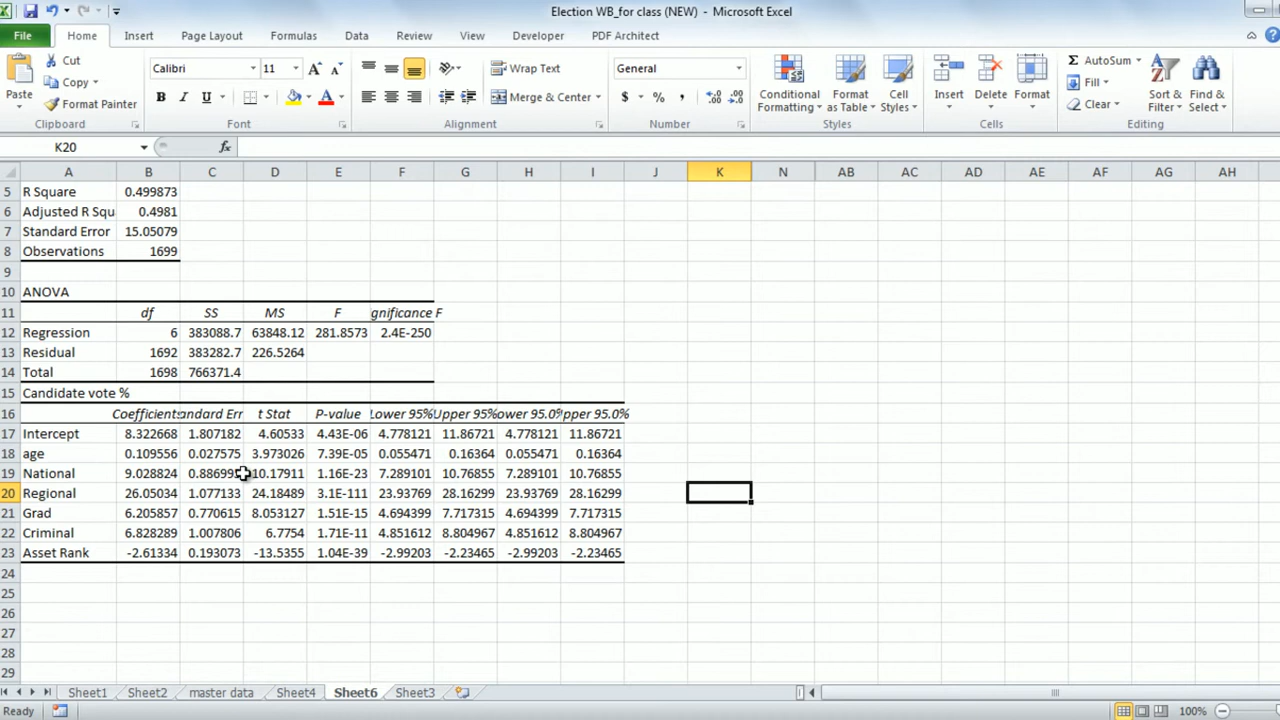 Election WB_for class (NEW) - Microsoft Excel
File Home Insert Page Layout Formulas Data Review View Developer PDF Architect
Paste Cut Copy Format Painter Clipboard
Calibri 11 A A B I U A Font
Wrap Text Merge & Center Alignment
General $ % , Number
Conditional Formatting Format as Table Cell Styles Styles
Insert Delete Format Cells
Σ AutoSum Fill Clear Sort & Filter Find & Select Editing
K20 fx
A B C D E F G H I J K N AB AC AD AE AF AG AH
5 R Square 0.499873
6 Adjusted R Squ 0.4981
7 Standard Error 15.05079
8 Observations 1699
9
10 ANOVA
11 df SS MS F gnificance F
12 Regression 6 383088.7 63848.12 281.8573 2.4E-250
13 Residual 1692 383282.7 226.5264
14 Total 1698 766371.4
15 Candidate vote %
16 Coefficients andard Err t Stat P-value Lower 95% Upper 95% ower 95.0% pper 95.0%
17 Intercept 8.322668 1.807182 4.60533 4.43E-06 4.778121 11.86721 4.778121 11.86721
18 age 0.109556 0.027575 3.973026 7.39E-05 0.055471 0.16364 0.055471 0.16364
19 National 9.028824 0.886995 10.17911 1.16E-23 7.289101 10.76855 7.289101 10.76855
20 Regional 26.05034 1.077133 24.18489 3.1E-111 23.93769 28.16299 23.93769 28.16299
21 Grad 6.205857 0.770615 8.053127 1.51E-15 4.694399 7.717315 4.694399 7.717315
22 Criminal 6.828289 1.007806 6.7754 1.71E-11 4.851612 8.804967 4.851612 8.804967
23 Asset Rank -2.61334 0.193073 -13.5355 1.04E-39 -2.99203 -2.23465 -2.99203 -2.23465
24
25
26
27
28
29
Sheet1 Sheet2 master data Sheet4 Sheet6 Sheet3
Ready 100%